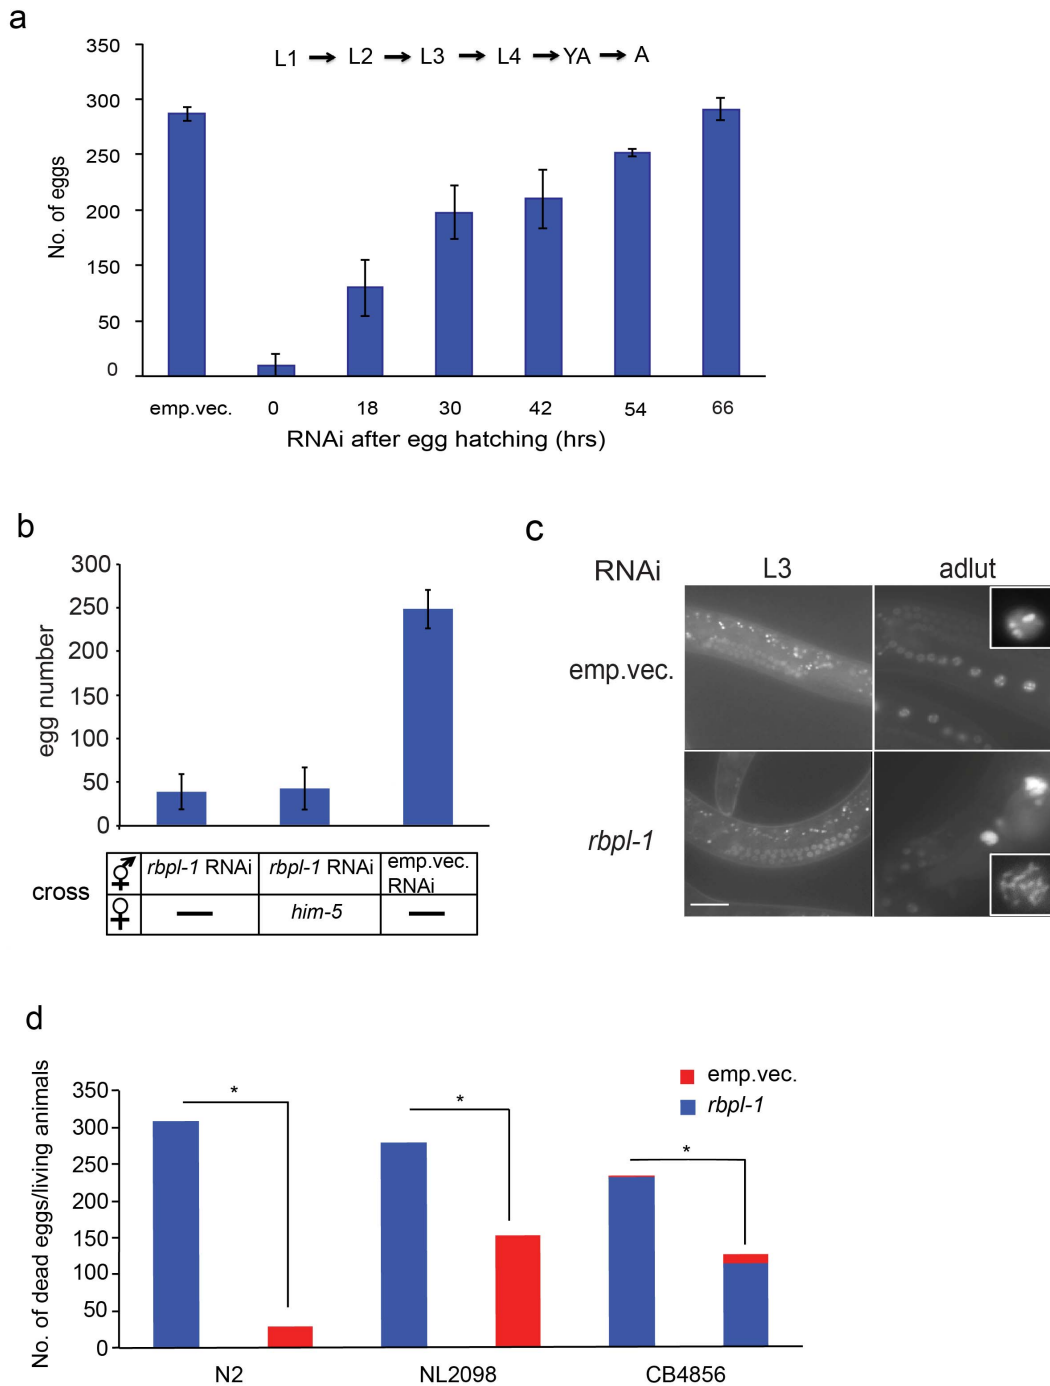 a
350
300
250
200
150
50
0
No. of eggs
L1 → L2 → L3 → L4 → YA → A
emp.vec. 0 18 30 42 54 66
RNAi after egg hatching (hrs)
b
300
250
200
150
100
50
0
egg number
cross
⚥ rbpl-1 RNAi rbpl-1 RNAi emp.vec. RNAi
♀ — him-5 —
c
RNAi L3 adlut
emp.vec.
rbpl-1
d
350
300
250
200
150
100
50
0
No. of dead eggs/living animals
* * *
emp.vec.
rbpl-1
N2 NL2098 CB4856